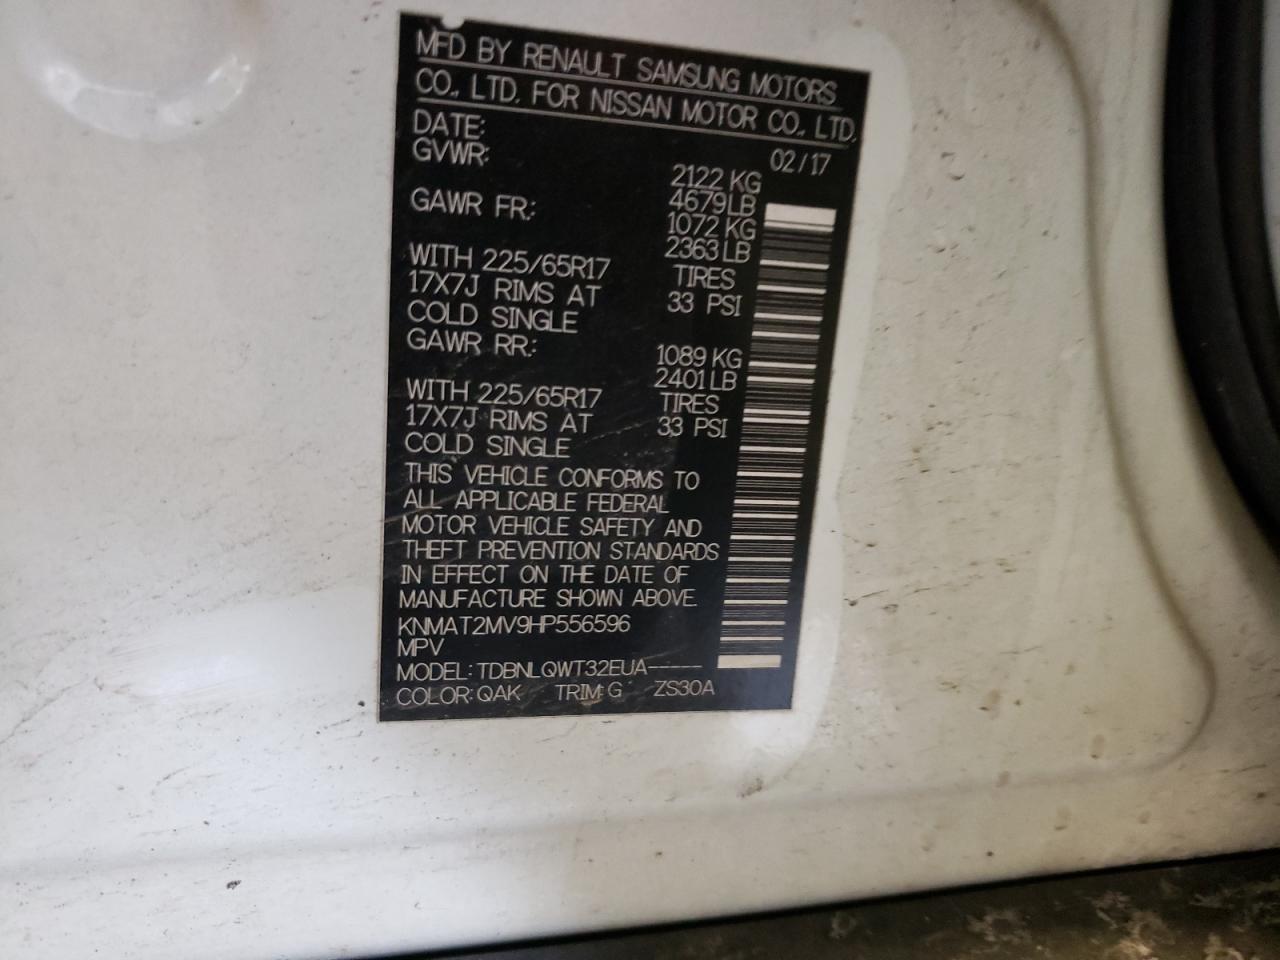 MFD BY RENAULT SAMSUNG MOTORS
CO., LTD. FOR NISSAN MOTOR CO., LTD.
DATE: 02/17
GVWR: 2122 KG
4679 LB
GAWR FR: 1072 KG
2363 LB
WITH 225/65R17 TIRES
17X7J RIMS AT 33 PSI
COLD SINGLE
GAWR RR: 1089 KG
2401 LB
WITH 225/65R17 TIRES
17X7J RIMS AT 33 PSI
COLD SINGLE
THIS VEHICLE CONFORMS TO
ALL APPLICABLE FEDERAL
MOTOR VEHICLE SAFETY AND
THEFT PREVENTION STANDARDS
IN EFFECT ON THE DATE OF
MANUFACTURE SHOWN ABOVE.
KNMAT2MV9HP556596
MPV
MODEL: TDBNLQWT32EUA-----
COLOR: QAK TRIM: G ZS30A